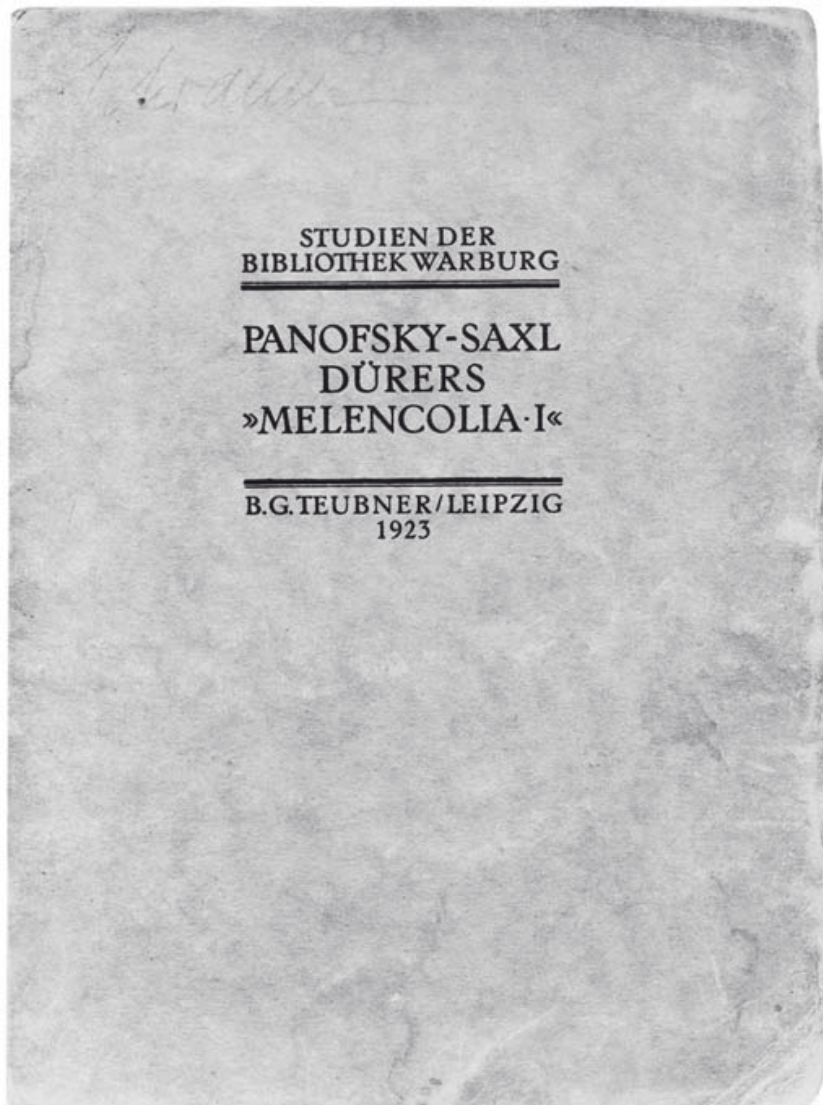 STUDIEN DER
BIBLIOTHEK WARBURG
PANOFSKY-SAXL
DÜRERS
»MELENCOLIA·I«
B.G.TEUBNER/LEIPZIG
1923